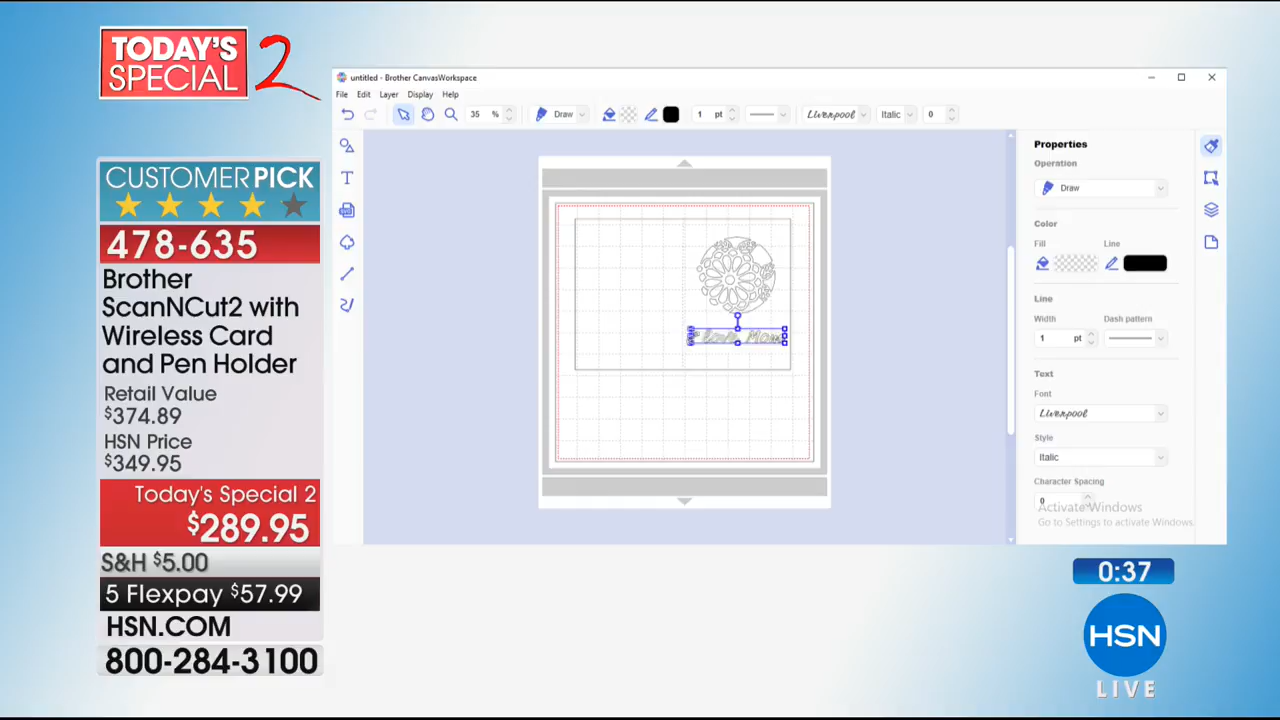 TODAY'S
SPECIAL 2
CUSTOMER PICK
478-635
Brother
ScanNCut2 with
Wireless Card
and Pen Holder
Retail Value
$374.89
HSN Price
$349.95
Today's Special 2
$289.95
S&H $5.00
5 Flexpay $57.99
HSN.COM
800-284-3100
untitled - Brother CanvasWorkspace
File Edit Layer Display Help
35 % Draw 1 pt Liverpool Italic 0
T
love, Mom
Properties
Operation
Draw
Color
Fill Line
Line
Width Dash pattern
1 pt
Text
Font
Liverpool
Style
Italic
Character Spacing
0
Activate Windows
Go to Settings to activate Windows.
0:37
HSN
LIVE